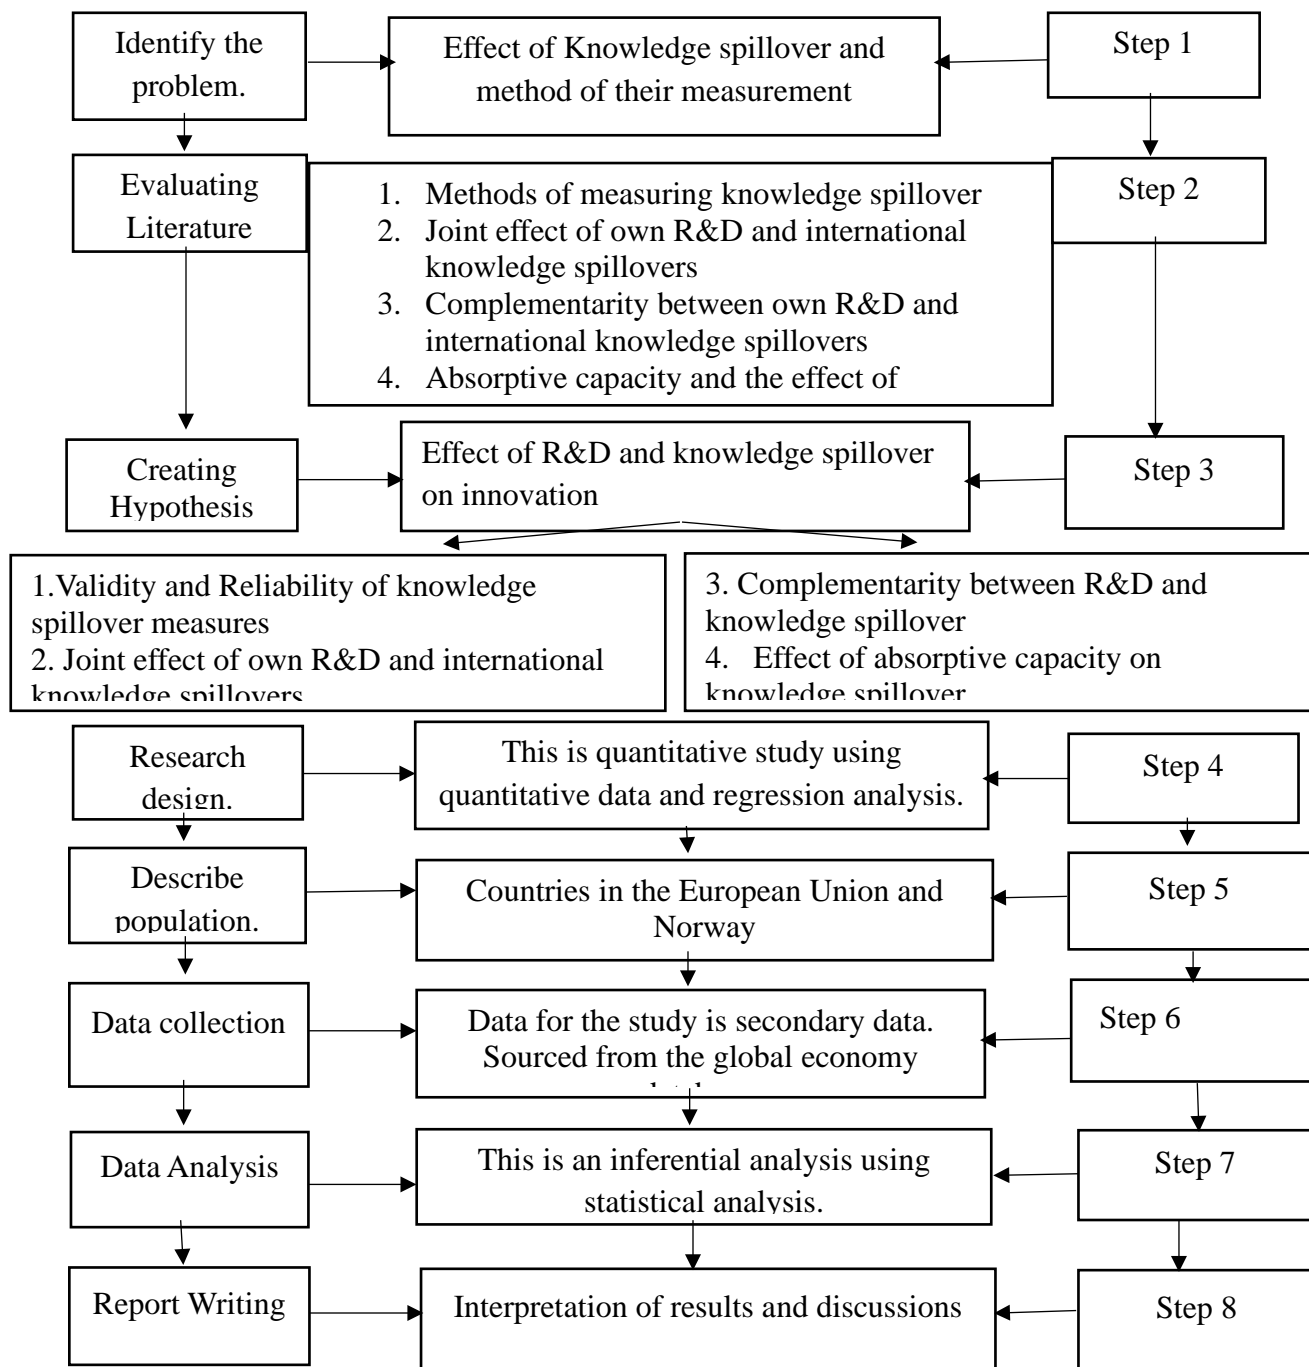 Identify the
problem.
Effect of Knowledge spillover and
method of their measurement
Step 1
Evaluating
Literature
1. Methods of measuring knowledge spillover
2. Joint effect of own R&D and international
knowledge spillovers
3. Complementarity between own R&D and
international knowledge spillovers
4. Absorptive capacity and the effect of
Step 2
Creating
Hypothesis
Effect of R&D and knowledge spillover
on innovation
Step 3
1.Validity and Reliability of knowledge
spillover measures
2. Joint effect of own R&D and international
knowledge spillovers
3. Complementarity between R&D and
knowledge spillover
4. Effect of absorptive capacity on
knowledge spillover
Research
design.
This is quantitative study using
quantitative data and regression analysis.
Step 4
Describe
population.
Countries in the European Union and
Norway
Step 5
Data collection
Data for the study is secondary data.
Sourced from the global economy
Step 6
Data Analysis
This is an inferential analysis using
statistical analysis.
Step 7
Report Writing
Interpretation of results and discussions
Step 8